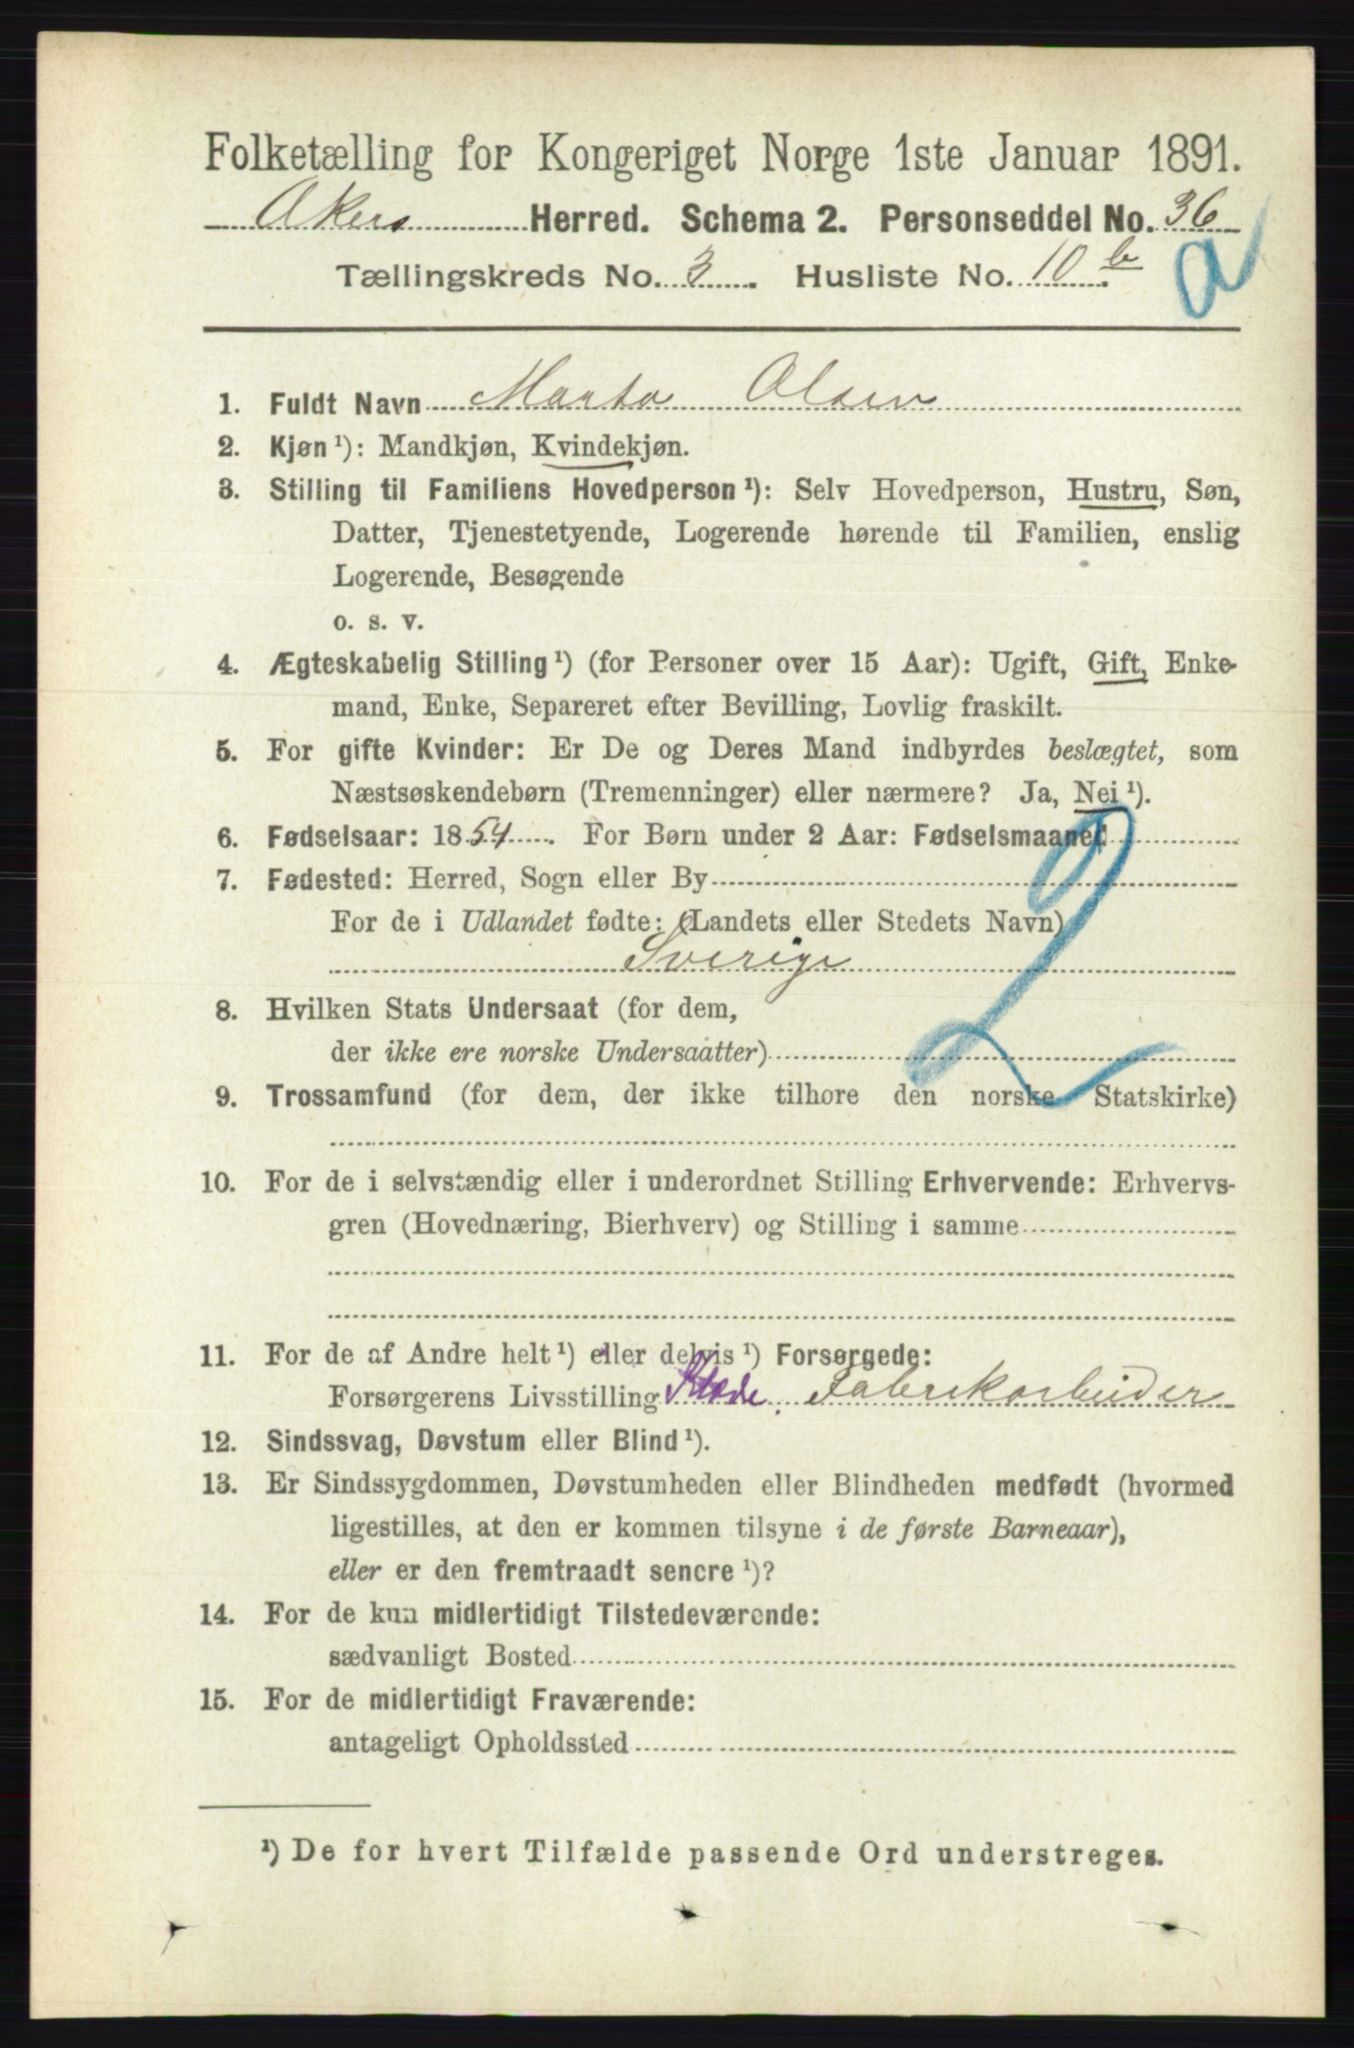 Folketælling for Kongeriget Norge 1ste Januar 1891.
Akers Herred. Schema 2. Personseddel No. 36
a
Tællingskreds No. 3. Husliste No. 10 b.
1. Fuldt Navn Marta Olsen
2. Kjøn ¹): Mandkjøn, Kvindekjøn.
3. Stilling til Familiens Hovedperson ¹): Selv Hovedperson, Hustru, Søn,
Datter, Tjenestetyende, Logerende hørende til Familien, enslig
Logerende, Besøgende
o. s. v.
4. Ægteskabelig Stilling ¹) (for Personer over 15 Aar): Ugift, Gift, Enke-
mand, Enke, Separeret efter Bevilling, Lovlig fraskilt.
5. For gifte Kvinder: Er De og Deres Mand indbyrdes beslægtet, som
Næstsøskendebørn (Tremenninger) eller nærmere? Ja, Nei ¹).
6. Fødselsaar: 1854. For Børn under 2 Aar: Fødselsmaaned
7. Fødested: Herred, Sogn eller By
For de i Udlandet fødte: (Landets eller Stedets Navn)
Sverige
2
8. Hvilken Stats Undersaat (for dem,
der ikke ere norske Undersaatter)
9. Trossamfund (for dem, der ikke tilhøre den norske Statskirke)
10. For de i selvstændig eller i underordnet Stilling Erhvervende: Erhvervs-
gren (Hovednæring, Bierhverv) og Stilling i samme
11. For de af Andre helt ¹) eller delvis ¹) Forsørgede:
Forsørgerens Livsstilling Klæde. Fabrikarbeider
12. Sindssvag, Døvstum eller Blind ¹).
13. Er Sindssygdommen, Døvstumheden eller Blindheden medfødt (hvormed
ligestilles, at den er kommen tilsyne i de første Barneaar),
eller er den fremtraadt senere ¹)?
14. For de kun midlertidigt Tilstedeværende:
sædvanligt Bosted
15. For de midlertidigt Fraværende:
antageligt Opholdssted
¹) De for hvert Tilfælde passende Ord understreges.